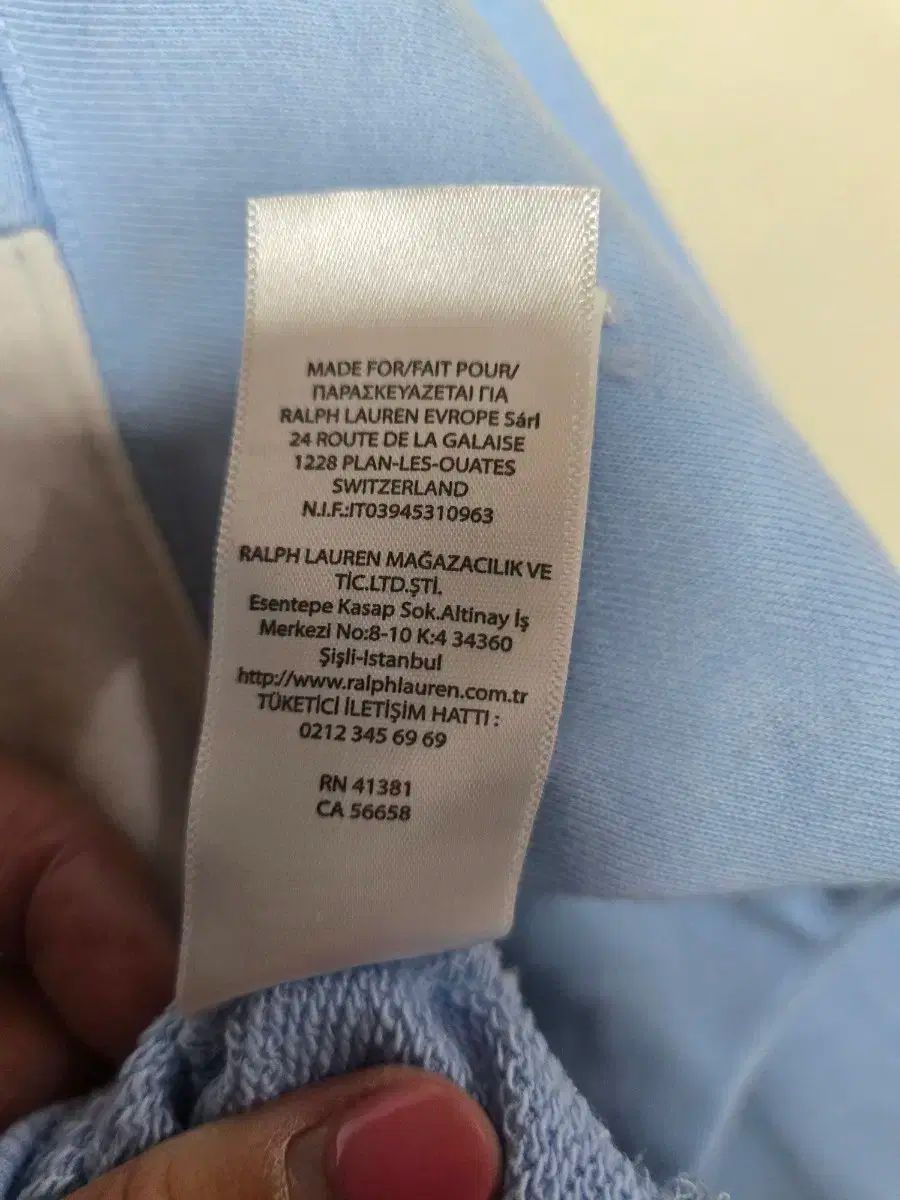 MADE FOR/FAIT POUR/
ΠΑΡΑΣΚΕΥΑΖΕΤΑΙ ΓΙΑ
RALPH LAUREN EVROPE Sárl
24 ROUTE DE LA GALAISE
1228 PLAN-LES-OUATES
SWITZERLAND
N.I.F.:IT03945310963
RALPH LAUREN MAĞAZACILIK VE
TİC.LTD.ŞTİ.
Esentepe Kasap Sok.Altinay İş
Merkezi No:8-10 K:4 34360
Şişli-Istanbul
http://www.ralphlauren.com.tr
TÜKETİCİ İLETİŞİM HATTI :
0212 345 69 69
RN 41381
CA 56658